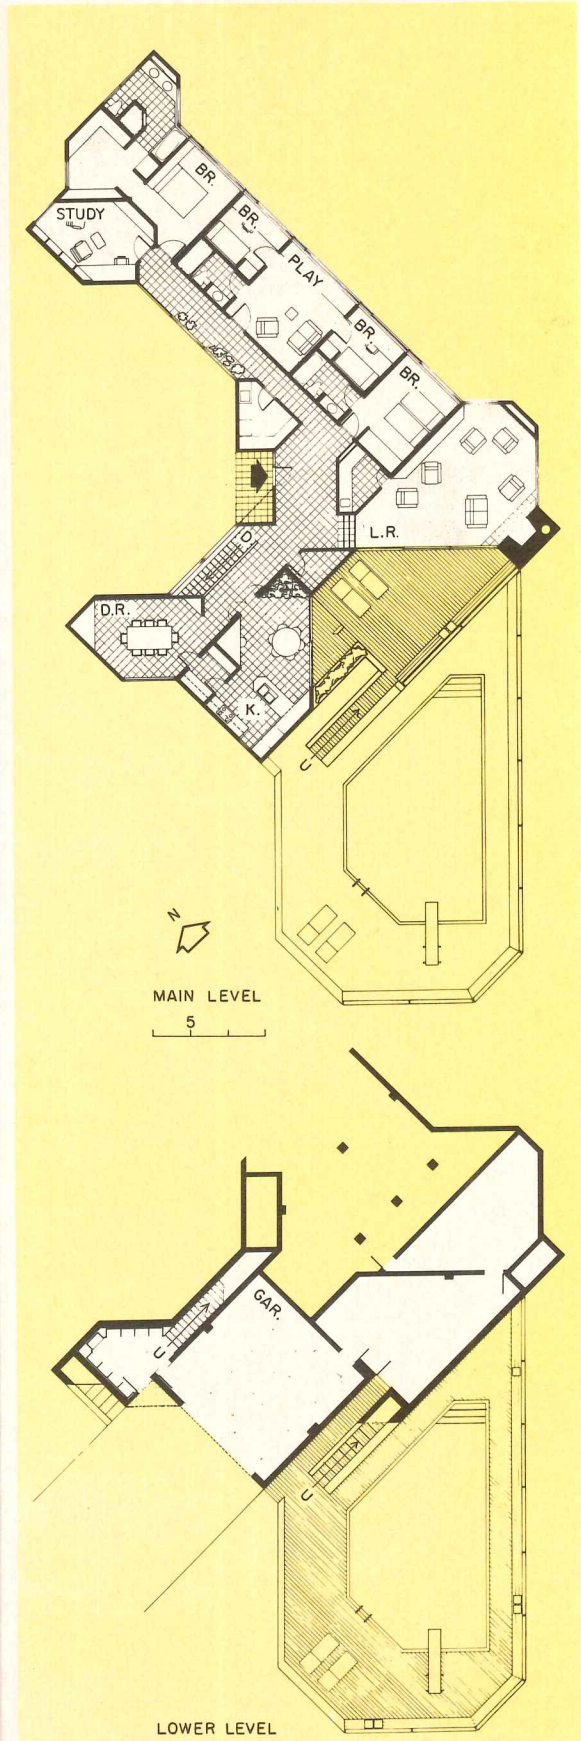 BR.
STUDY
BR.
PLAY
BR.
BR.
L.R.
D
D.R.
K.
U
N
MAIN LEVEL
5
GAR.
U
U
LOWER LEVEL